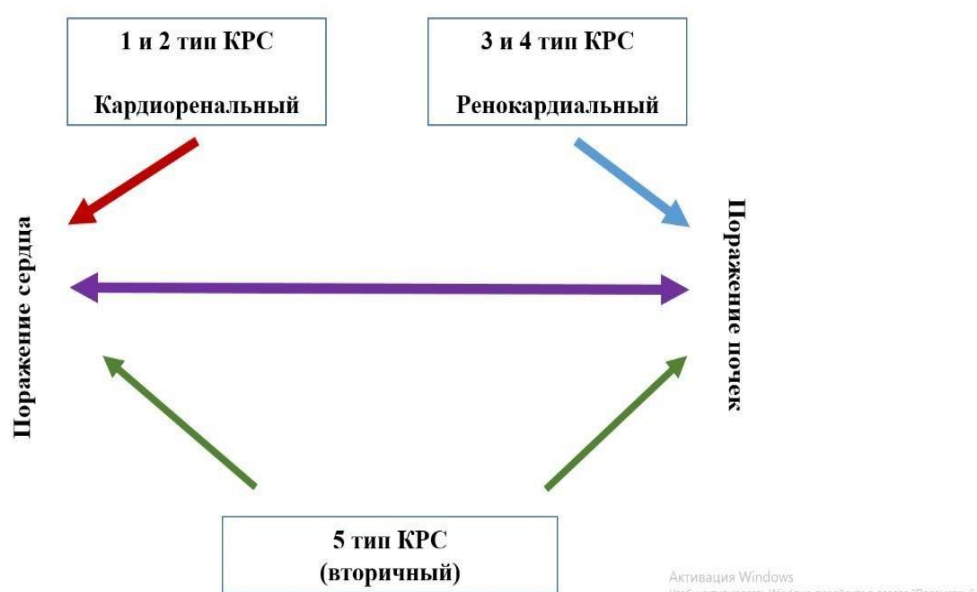 1 и 2 тип КРС
Кардиоренальный
3 и 4 тип КРС
Ренокардиальный
Поражение сердца
Поражение почек
5 тип КРС
(вторичный)
Активация Windows